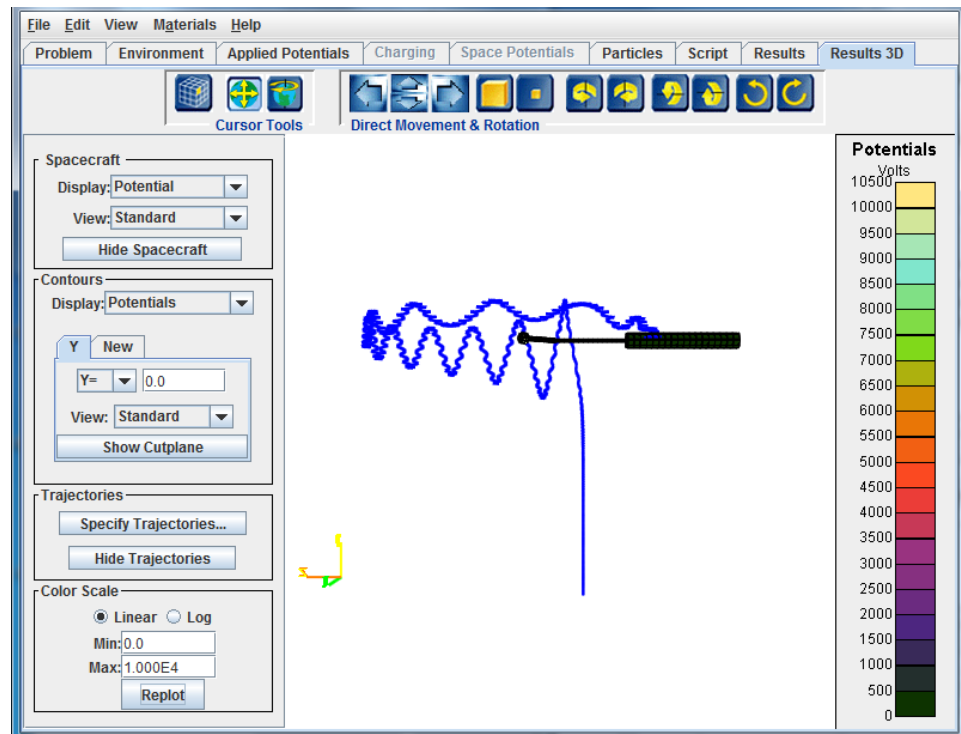 File Edit View Materials Help
Problem Environment Applied Potentials Charging Space Potentials Particles Script Results Results 3D
Cursor Tools Direct Movement & Rotation
Spacecraft
Display: Potential
View: Standard
Hide Spacecraft
Contours
Display: Potentials
Y New
Y= 0.0
View: Standard
Show Cutplane
Trajectories
Specify Trajectories...
Hide Trajectories
Color Scale
Linear Log
Min: 0.0
Max: 1.000E4
Replot
Potentials
Volts
10500
10000
9500
9000
8500
8000
7500
7000
6500
6000
5500
5000
4500
4000
3500
3000
2500
2000
1500
1000
500
0